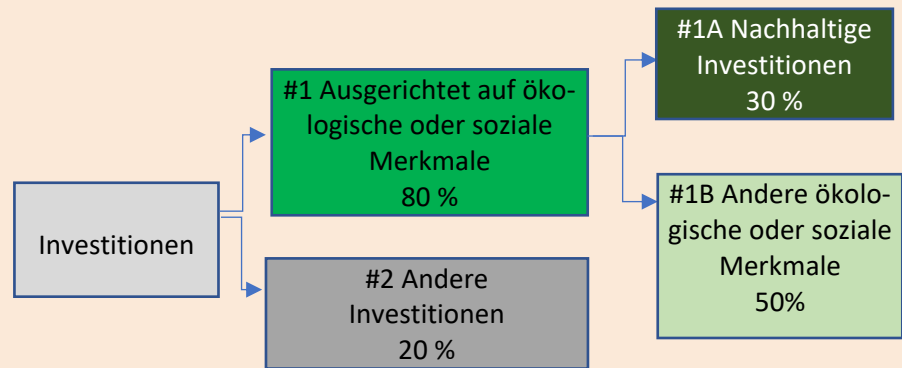 Investitionen
#1 Ausgerichtet auf öko-
logische oder soziale
Merkmale
80 %
#2 Andere
Investitionen
20 %
#1A Nachhaltige
Investitionen
30 %
#1B Andere ökolo-
gische oder soziale
Merkmale
50%